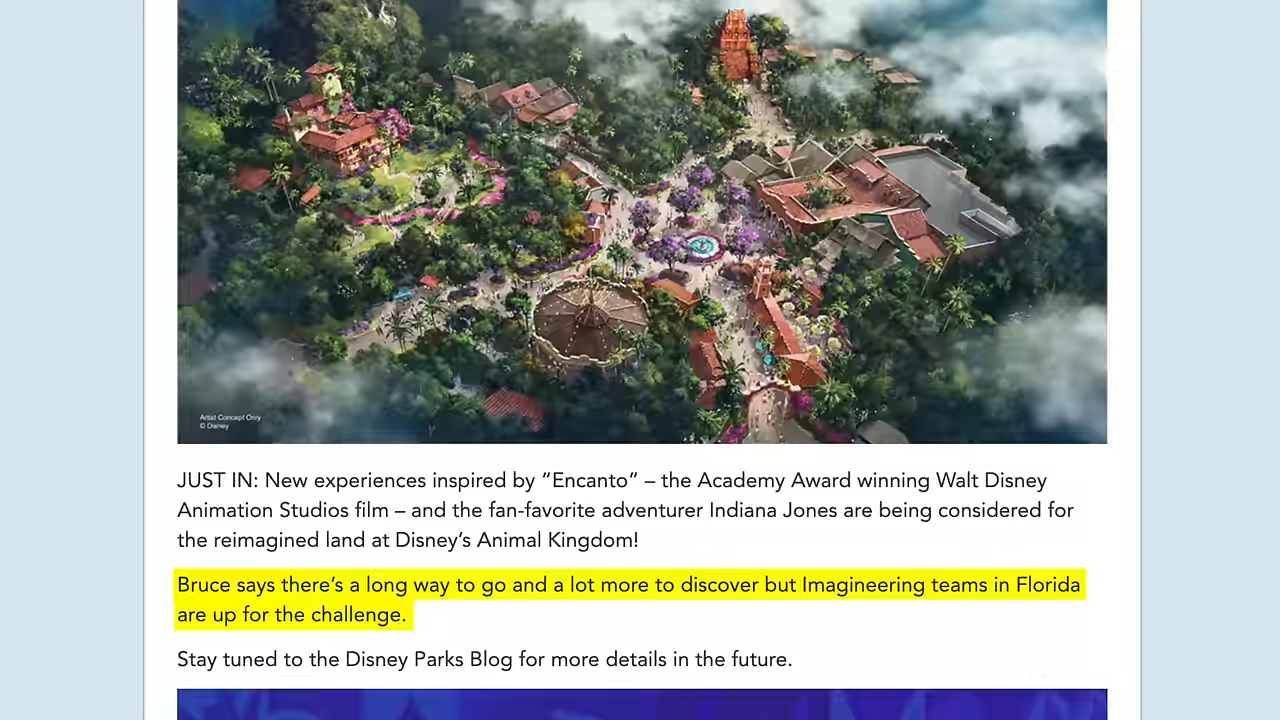 Artist Concept Only
© Disney
JUST IN: New experiences inspired by “Encanto” – the Academy Award winning Walt Disney
Animation Studios film – and the fan-favorite adventurer Indiana Jones are being considered for
the reimagined land at Disney’s Animal Kingdom!
Bruce says there’s a long way to go and a lot more to discover but Imagineering teams in Florida
are up for the challenge.
Stay tuned to the Disney Parks Blog for more details in the future.